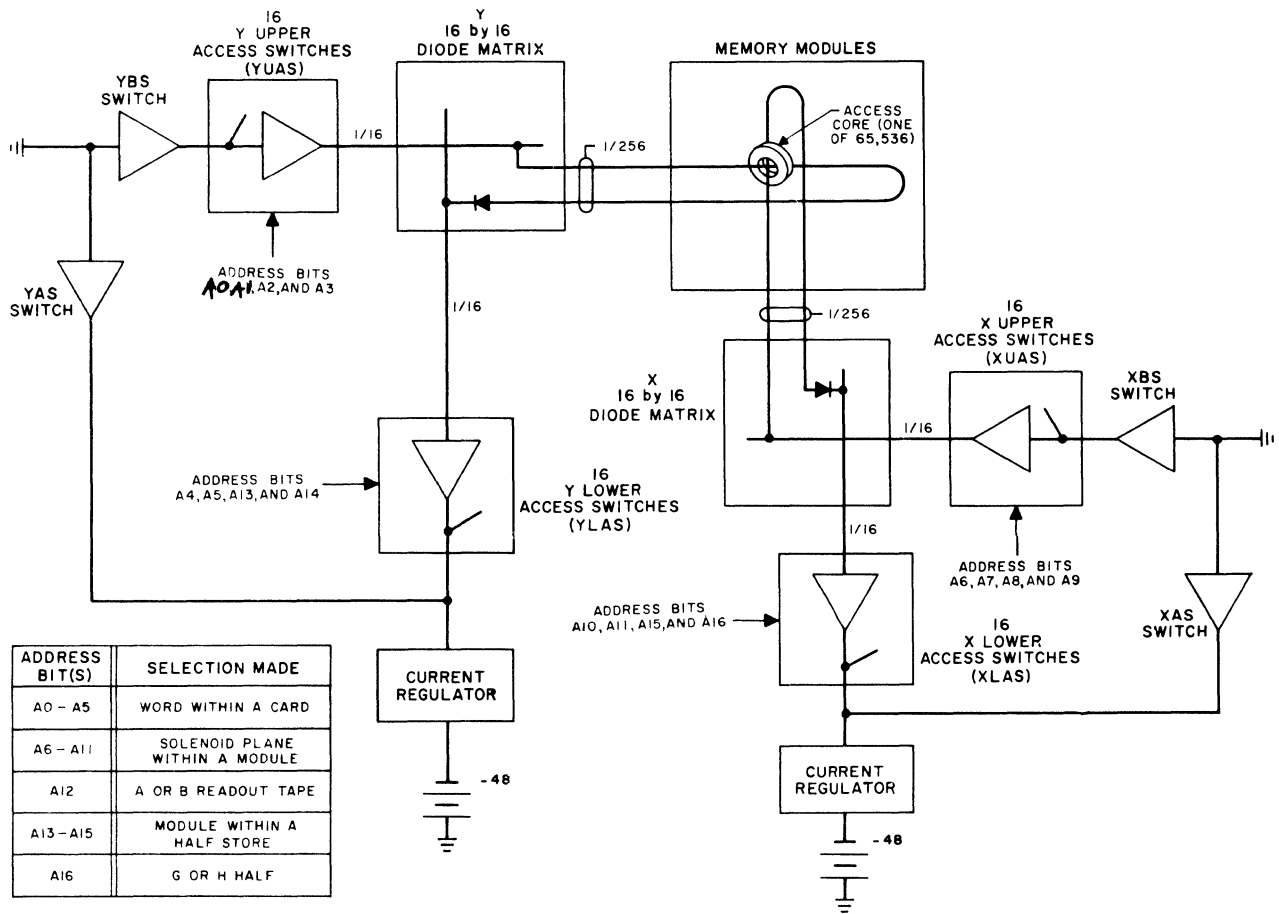 16
Y UPPER
ACCESS SWITCHES
(YUAS)
Y
16 by 16
DIODE MATRIX
MEMORY MODULES
YBS
SWITCH
1/16
1/256
ACCESS
CORE (ONE
OF 65,536)
ADDRESS BITS
A0 A1, A2, AND A3
YAS
SWITCH
1/16
1/256
16
X UPPER
ACCESS SWITCHES
(XUAS)
X
16 by 16
DIODE MATRIX
XBS
SWITCH
1/16
ADDRESS BITS
A4, A5, A13, AND A14
16
Y LOWER
ACCESS SWITCHES
(YLAS)
1/16
ADDRESS BITS
A6, A7, A8, AND A9
ADDRESS BITS
A10, A11, A15, AND A16
16
X LOWER
ACCESS SWITCHES
(XLAS)
XAS
SWITCH
CURRENT
REGULATOR
-48
CURRENT
REGULATOR
-48
ADDRESS BIT(S) SELECTION MADE
A0 - A5 WORD WITHIN A CARD
A6 - A11 SOLENOID PLANE WITHIN A MODULE
A12 A OR B READOUT TAPE
A13 - A15 MODULE WITHIN A HALF STORE
A16 G OR H HALF